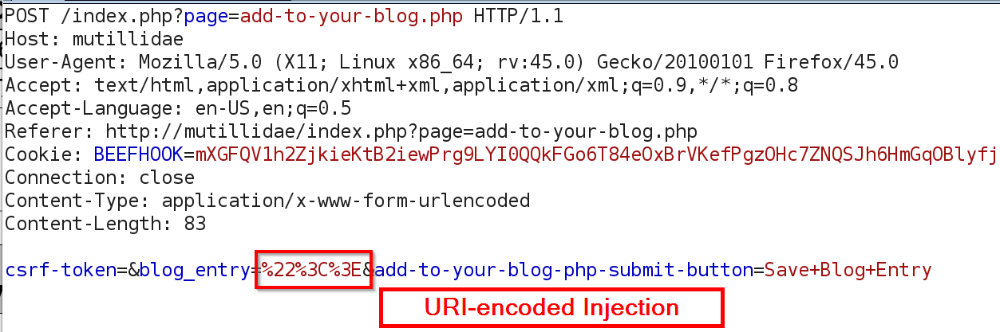 POST /index.php?page=add-to-your-blog.php HTTP/1.1
Host: mutillidae
User-Agent: Mozilla/5.0 (X11; Linux x86_64; rv:45.0) Gecko/20100101 Firefox/45.0
Accept: text/html,application/xhtml+xml,application/xml;q=0.9,*/*;q=0.8
Accept-Language: en-US,en;q=0.5
Referer: http://mutillidae/index.php?page=add-to-your-blog.php
Cookie: BEEFHOOK=mXGFQV1h2ZjkieKtB2iewPrg9LYI0QQkFGo6T84eOxBrVKefPgzOHc7ZNQSJh6HmGqOBlyfj
Connection: close
Content-Type: application/x-www-form-urlencoded
Content-Length: 83
csrf-token=&blog_entry=%22%3C%3E&add-to-your-blog-php-submit-button=Save+Blog+Entry
URI-encoded Injection